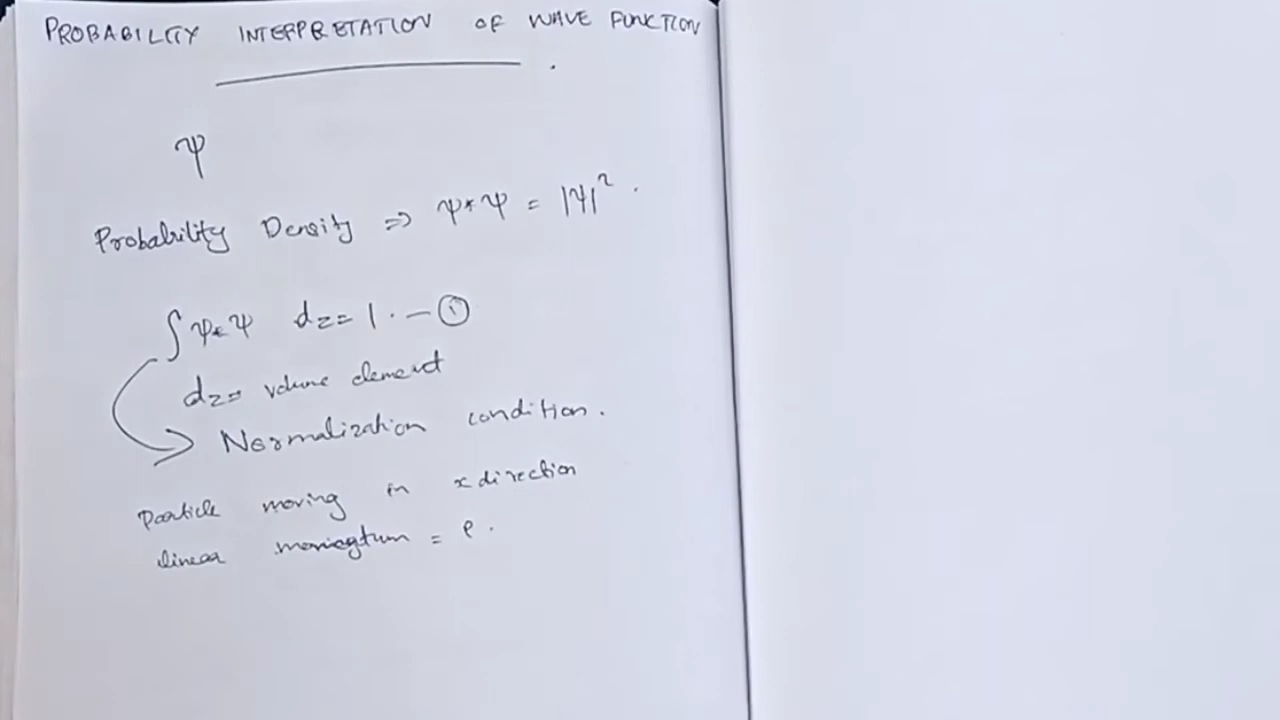 PROBABILITY INTERPRETATION OF WAVE FUNCTION
ψ
Probability Density => ψ*ψ = |ψ|² .
∫ψ*ψ dz = 1 . — ①
dz = volume element
Normalization condition .
Particle moving in x direction
linear momentum = p .